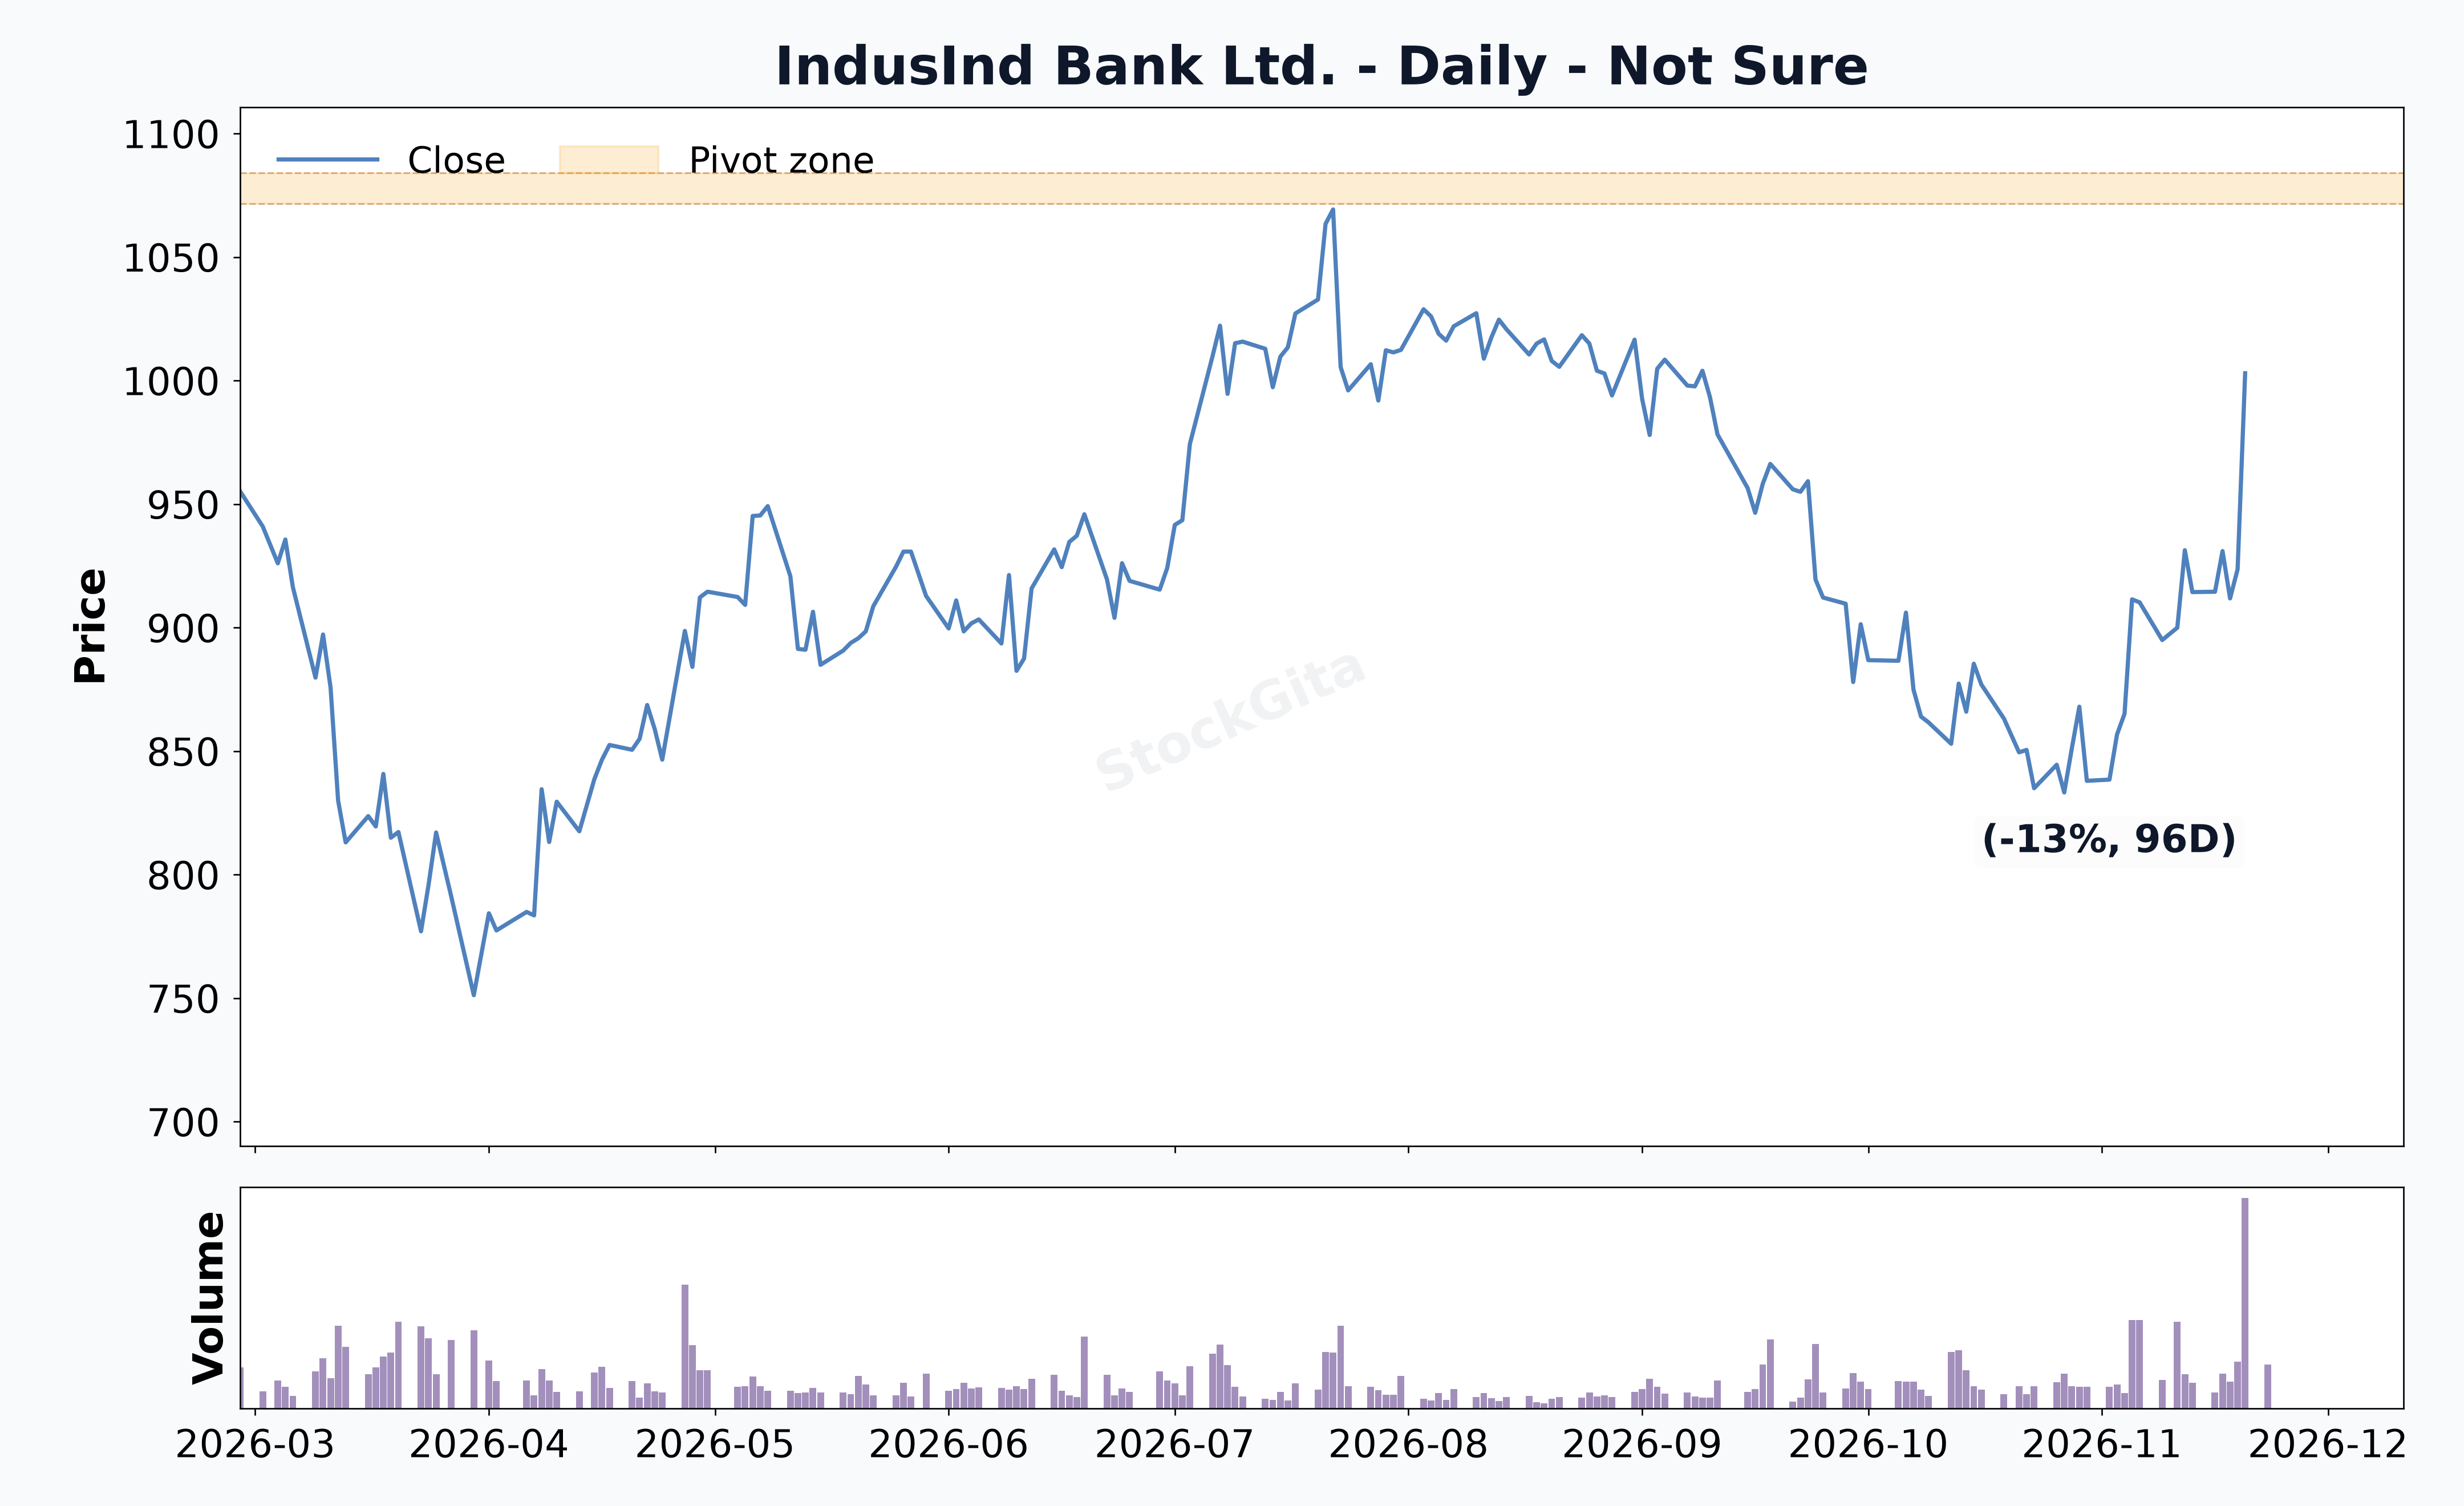 IndusInd Bank Ltd. - Daily - Not Sure
Close Pivot zone
1100
1050
1000
950
900
850
800
750
700
Price
StockGita
(-13%, 96D)
Volume
2026-03 2026-04 2026-05 2026-06 2026-07 2026-08 2026-09 2026-10 2026-11 2026-12